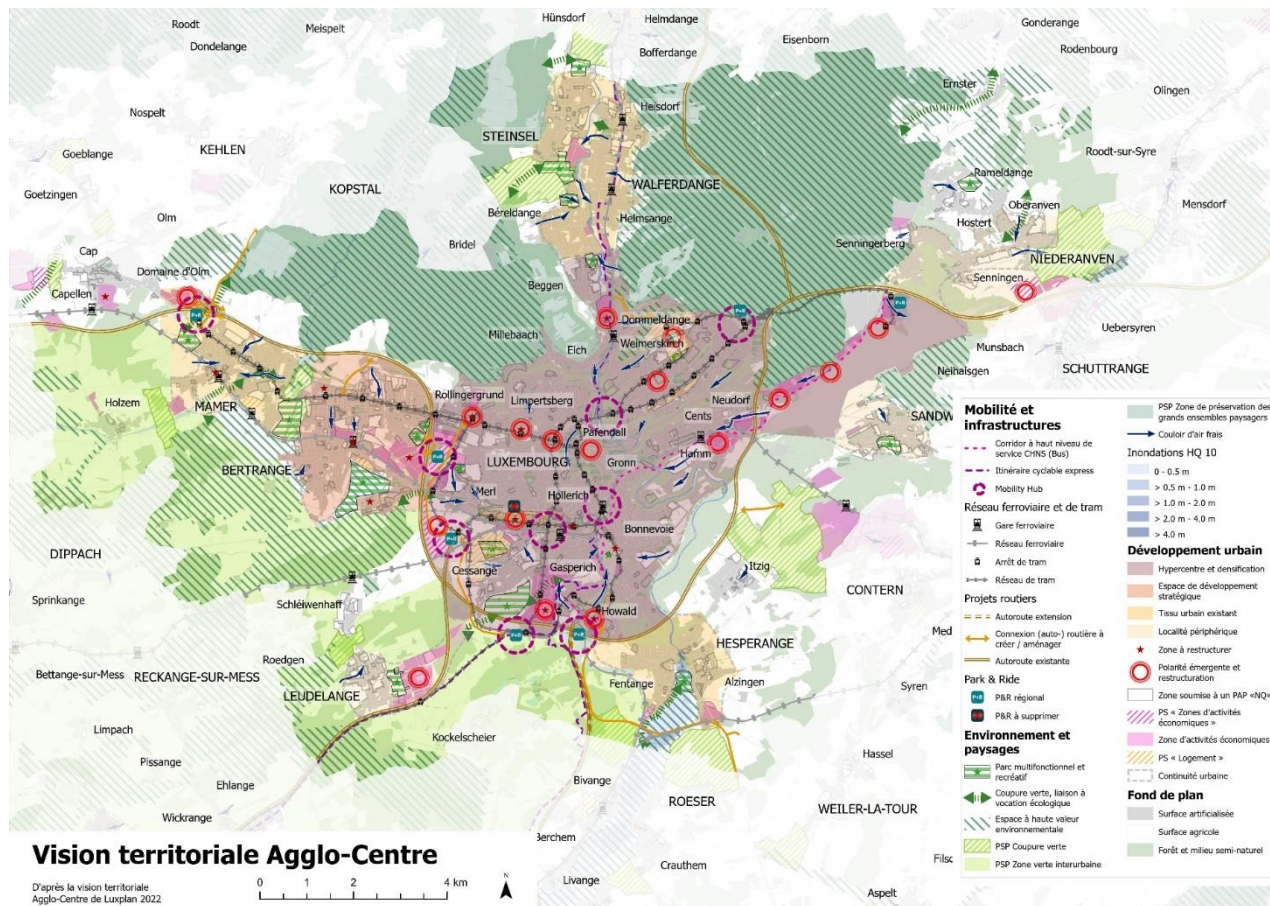 Roodt
Meispelt
Hünsdorf
Helmdange
Gonderange
Dondelange
Bofferdange
Eisenborn
Rodenbourg
Ernster
Olingen
Nospelt
Heisdorf
STEINSEL
KEHLEN
Goeblange
Roodt-sur-Syre
Rameldange
Goetzingen
KOPSTAL
WALFERDANGE
Oberanven
Mensdorf
Béreldange
Helmsange
Hostert
Olm
Senningerberg
Cap
Bridel
NIEDERANVEN
Domaine d'Olm
Senningen
Capellen
Beggen
P+R
P+R
P+R
Dommeldange
Uebersyren
Millebaach
Eich
Weimerskirch
Munsbach
SCHUTTRANGE
Neihaisgen
Rollingergrund
Limpertsberg
Neudorf
Holzem
MAMER
Cents
SANDW
Pafendall
BERTRANGE
LUXEMBOURG
Gronn
Hamm
P+R
Merl
Hollerich
Bonnevoie
P+R
DIPPACH
Cessange
Gasperich
Itzig
CONTERN
Sprinkange
Schléiwenhaff
Howald
P+R
P+R
HESPERANGE
Med
Roedgen
Bettange-sur-Mess
RECKANGE-SUR-MESS
LEUDELANGE
Fentange
Alzingen
Syren
Limpach
Kockelscheier
Hassel
Pissange
Ehlange
Bivange
ROESER
WEILER-LA-TOUR
Wickrange
Berchem
Crauthem
Filsc
Livange
Aspelt
Mobilité et
infrastructures
Corridor à haut niveau de
service CHNS (Bus)
Itinéraire cyclable express
Mobility Hub
Réseau ferroviaire et de tram
Gare ferroviaire
Réseau ferroviaire
Arrêt de tram
Réseau de tram
Projets routiers
Autoroute extension
Connexion (auto-) routière à
créer / aménager
Autoroute existante
Park & Ride
P+R
P&R régional
P&R à supprimer
Environnement et
paysages
Parc multifonctionnel et
recréatif
Coupure verte, liaison à
vocation écologique
Espace à haute valeur
environnementale
PSP Coupure verte
PSP Zone verte interurbaine
PSP Zone de préservation des
grands ensembles paysagers
Couloir d'air frais
Inondations HQ 10
0 - 0.5 m
> 0.5 m - 1.0 m
> 1.0 m - 2.0 m
> 2.0 m - 4.0 m
> 4.0 m
Développement urbain
Hypercentre et densification
Espace de développement
stratégique
Tissu urbain existant
Localité périphérique
Zone à restructurer
Polarité émergente et
restructuration
Zone soumise à un PAP «NQ»
PS « Zones d'activités
économiques »
Zone d'activités économiques
PS « Logement »
Continuité urbaine
Fond de plan
Surface artificialisée
Surface agricole
Forêt et milieu semi-naturel
Vision territoriale Agglo-Centre
D'après la vision territoriale
Agglo-Centre de Luxplan 2022
0 1 2 4 km
N